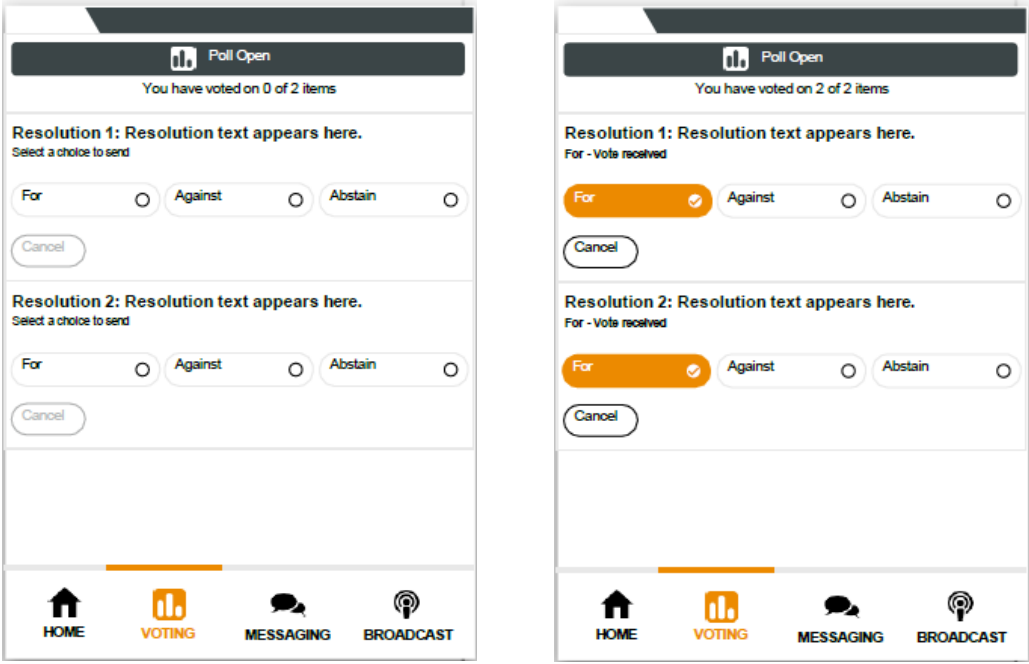 Poll Open
You have voted on 0 of 2 items
Resolution 1: Resolution text appears here.
Select a choice to send
For Against Abstain
Cancel
Resolution 2: Resolution text appears here.
Select a choice to send
For Against Abstain
Cancel
HOME VOTING MESSAGING BROADCAST
Poll Open
You have voted on 2 of 2 items
Resolution 1: Resolution text appears here.
For - Vote received
For Against Abstain
Cancel
Resolution 2: Resolution text appears here.
For - Vote received
For Against Abstain
Cancel
HOME VOTING MESSAGING BROADCAST